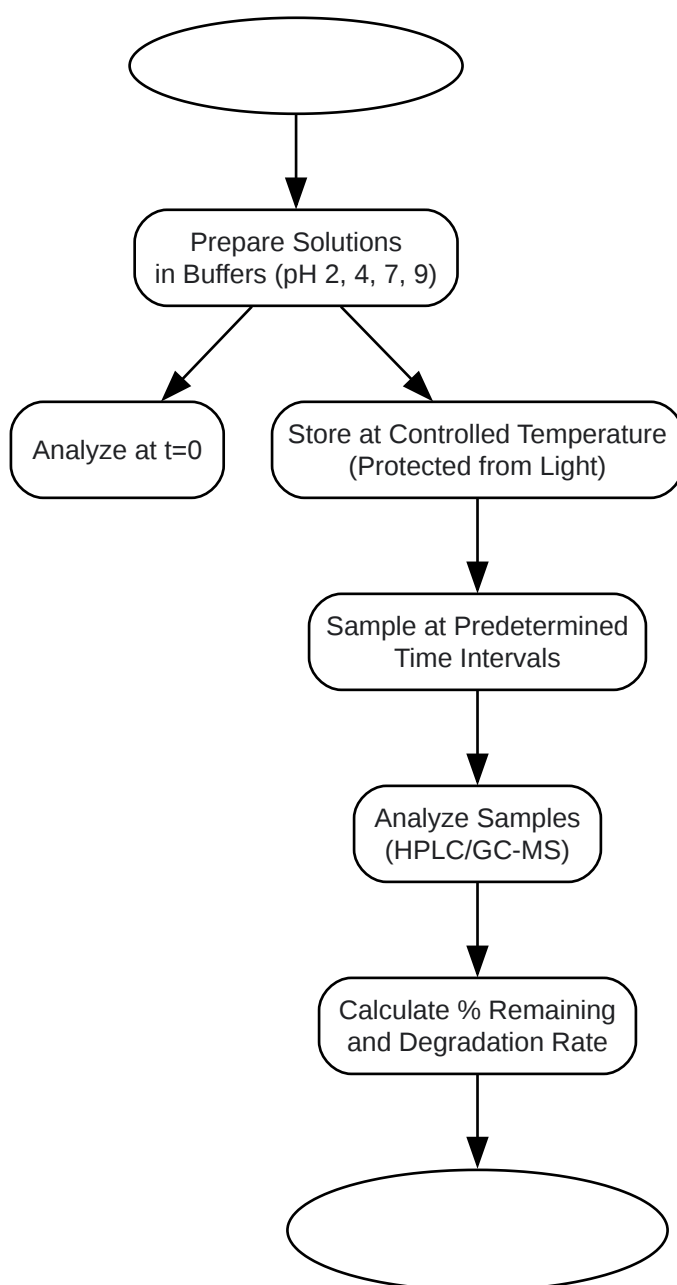 Prepare Solutions
in Buffers (pH 2, 4, 7, 9)
Analyze at t=0
Store at Controlled Temperature
(Protected from Light)
Sample at Predetermined
Time Intervals
Analyze Samples
(HPLC/GC-MS)
Calculate % Remaining
and Degradation Rate